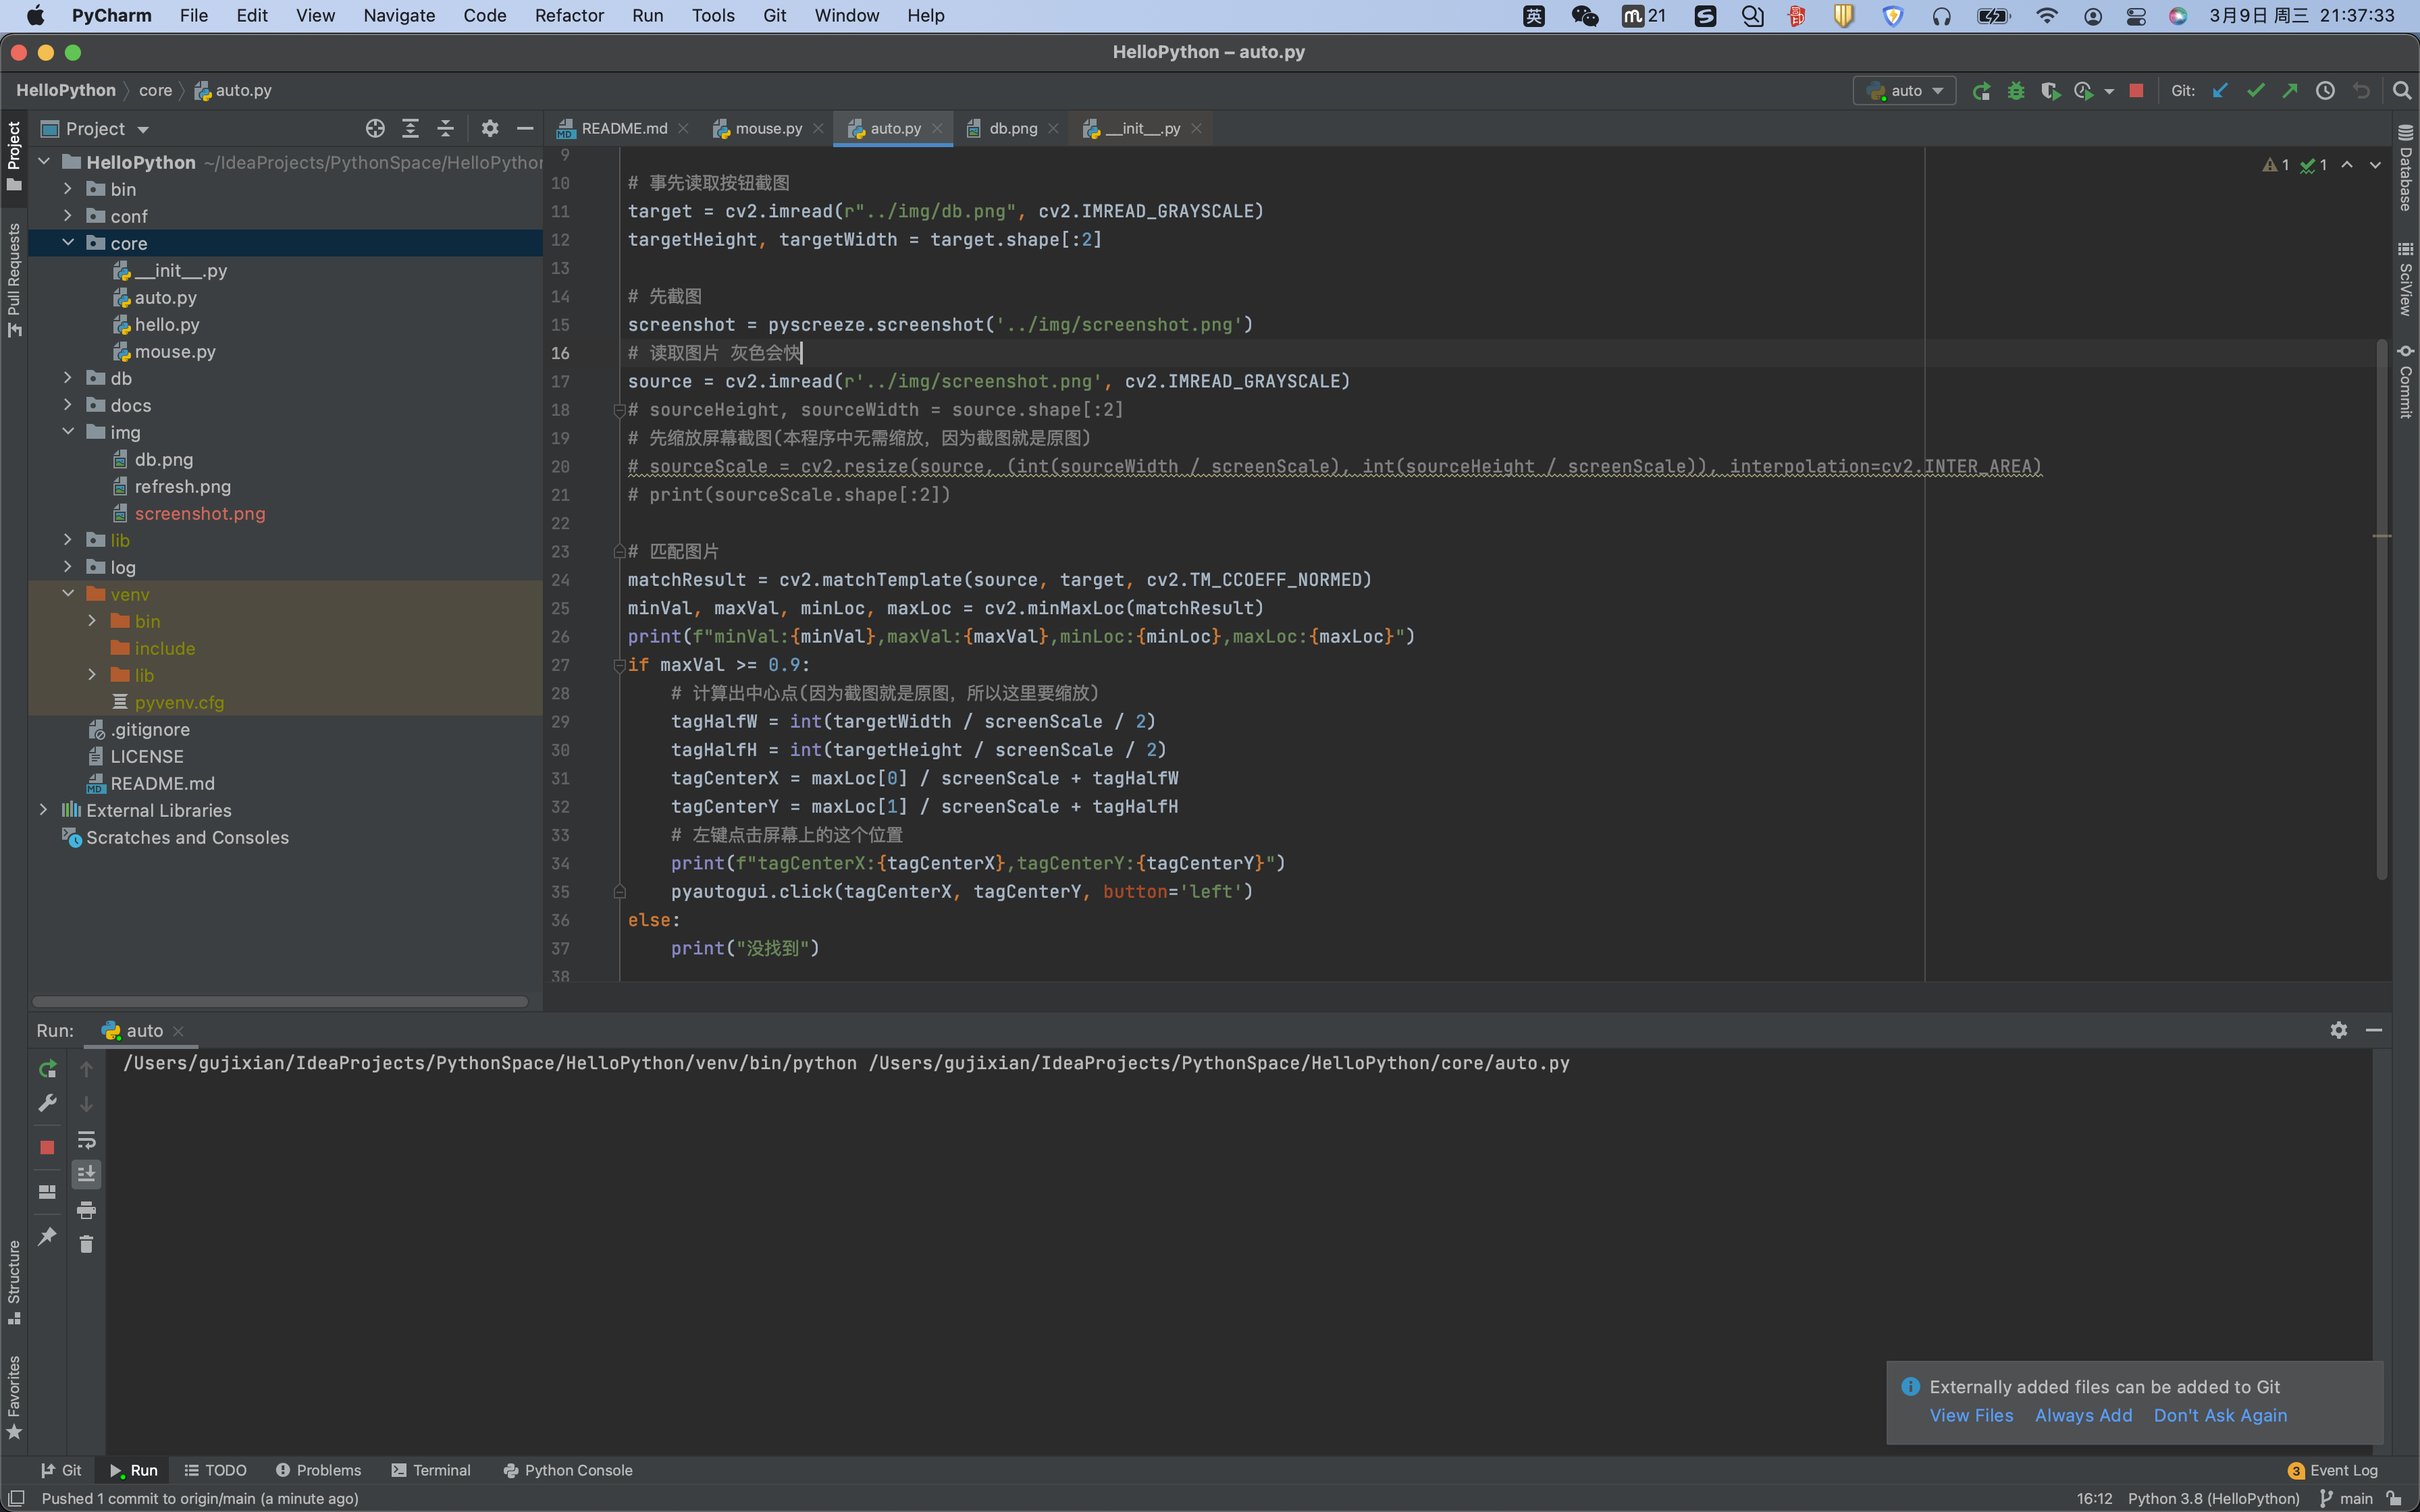 PyCharm File Edit View Navigate Code Refactor Run Tools Git Window Help 英 21 3月9日 周三 21:37:33
HelloPython – auto.py
HelloPython core auto.py auto Git:
Project
README.md mouse.py auto.py db.png __init__.py
Project
Pull Requests
Structure
Favorites
HelloPython ~/IdeaProjects/PythonSpace/HelloPython
bin
conf
core
__init__.py
auto.py
hello.py
mouse.py
db
docs
img
db.png
refresh.png
screenshot.png
lib
log
venv
bin
include
lib
pyvenv.cfg
.gitignore
LICENSE
README.md
External Libraries
Scratches and Consoles
1 1
9
10 # 事先读取按钮截图
11 target = cv2.imread(r"../img/db.png", cv2.IMREAD_GRAYSCALE)
12 targetHeight, targetWidth = target.shape[:2]
13
14 # 先截图
15 screenshot = pyscreeze.screenshot('../img/screenshot.png')
16 # 读取图片 灰色会快
17 source = cv2.imread(r'../img/screenshot.png', cv2.IMREAD_GRAYSCALE)
18 # sourceHeight, sourceWidth = source.shape[:2]
19 # 先缩放屏幕截图(本程序中无需缩放，因为截图就是原图)
20 # sourceScale = cv2.resize(source, (int(sourceWidth / screenScale), int(sourceHeight / screenScale)), interpolation=cv2.INTER_AREA)
21 # print(sourceScale.shape[:2])
22
23 # 匹配图片
24 matchResult = cv2.matchTemplate(source, target, cv2.TM_CCOEFF_NORMED)
25 minVal, maxVal, minLoc, maxLoc = cv2.minMaxLoc(matchResult)
26 print(f"minVal:{minVal},maxVal:{maxVal},minLoc:{minLoc},maxLoc:{maxLoc}")
27 if maxVal >= 0.9:
28 # 计算出中心点(因为截图就是原图，所以这里要缩放)
29 tagHalfW = int(targetWidth / screenScale / 2)
30 tagHalfH = int(targetHeight / screenScale / 2)
31 tagCenterX = maxLoc[0] / screenScale + tagHalfW
32 tagCenterY = maxLoc[1] / screenScale + tagHalfH
33 # 左键点击屏幕上的这个位置
34 print(f"tagCenterX:{tagCenterX},tagCenterY:{tagCenterY}")
35 pyautogui.click(tagCenterX, tagCenterY, button='left')
36 else:
37 print("没找到")
38
Database
SciView
Commit
Run: auto
/Users/gujixian/IdeaProjects/PythonSpace/HelloPython/venv/bin/python /Users/gujixian/IdeaProjects/PythonSpace/HelloPython/core/auto.py
Externally added files can be added to Git
View Files Always Add Don't Ask Again
Git Run TODO Problems Terminal Python Console 3 Event Log
Pushed 1 commit to origin/main (a minute ago) 16:12 Python 3.8 (HelloPython) main